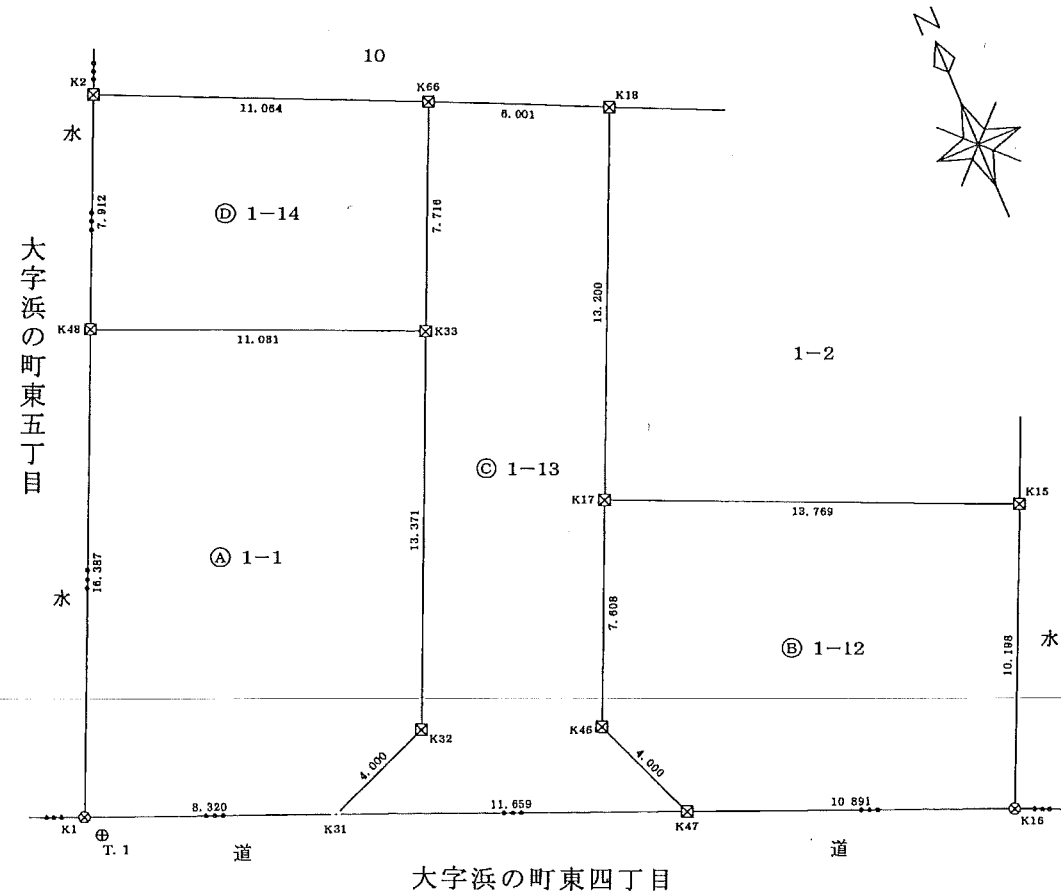 N
10
K2
K66
K18
11.064
6.001
水
7.912
Ⓓ 1-14
7.716
大字浜の町東五丁目
13.200
K48
K33
11.081
1-2
Ⓒ 1-13
K17
K15
13.769
13.371
Ⓐ 1-1
16.387
水
7.608
Ⓑ 1-12
10.198
水
K32
K46
4.000
4.000
8.320
11.659
10 891
K1
K31
K47
K16
T.1
道
道
大字浜の町東四丁目